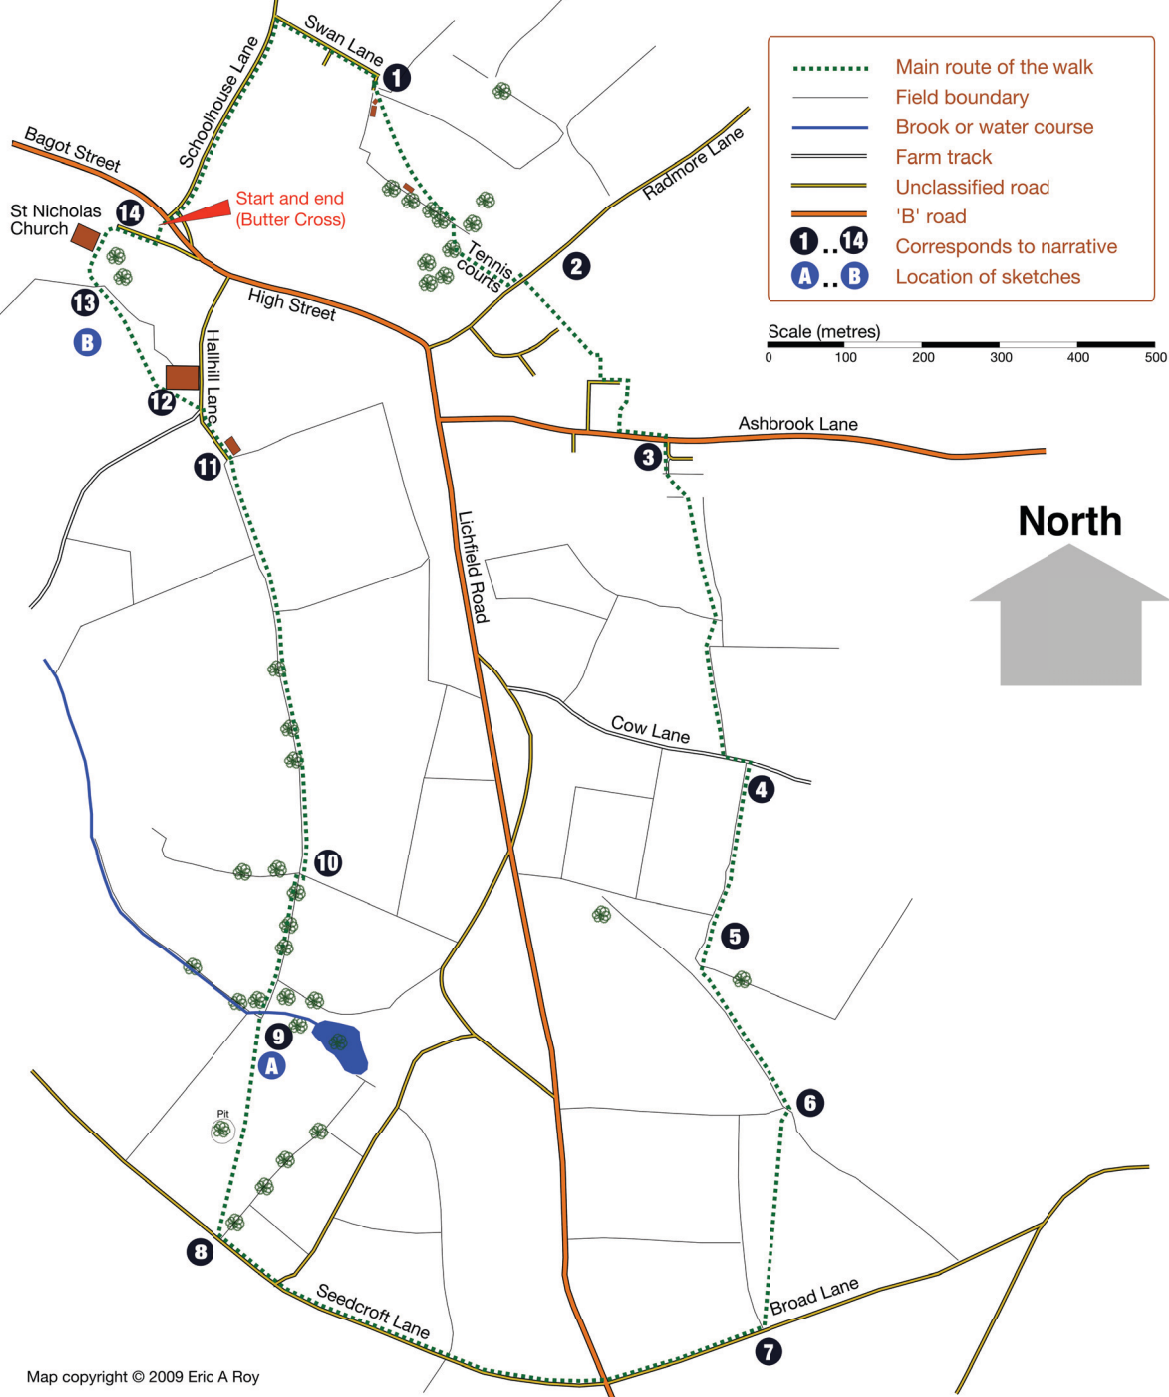 Swan Lane
1
Schoolhouse Lane
Bagot Street
St Nicholas
Church
14
Start and end
(Butter Cross)
Radmore Lane
Tennis
courts
2
High Street
13
B
Hallhill Lane
12
11
Main route of the walk
Field boundary
Brook or water course
Farm track
Unclassified road
'B' road
1..14 Corresponds to narrative
A..B Location of sketches
Scale (metres)
0 100 200 300 400 500
Ashbrook Lane
3
North
Lichfield Road
Cow Lane
4
10
5
9
A
Pit
6
8
Seedcroft Lane
Broad Lane
7
Map copyright © 2009 Eric A Roy